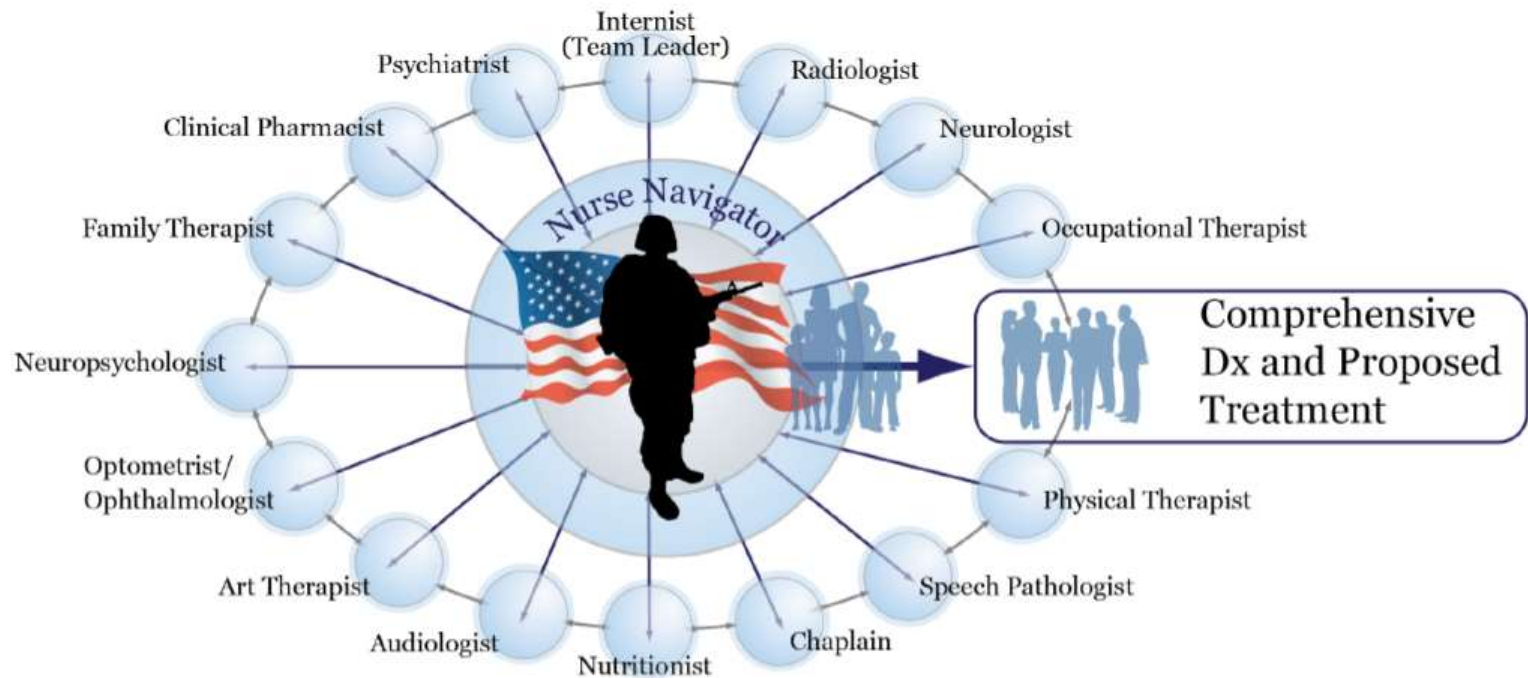 Internist
(Team Leader)
Psychiatrist
Radiologist
Clinical Pharmacist
Neurologist
Nurse Navigator
Family Therapist
Occupational Therapist
Comprehensive
Dx and Proposed
Treatment
Neuropsychologist
Optometrist/
Ophthalmologist
Physical Therapist
Art Therapist
Speech Pathologist
Audiologist
Chaplain
Nutritionist